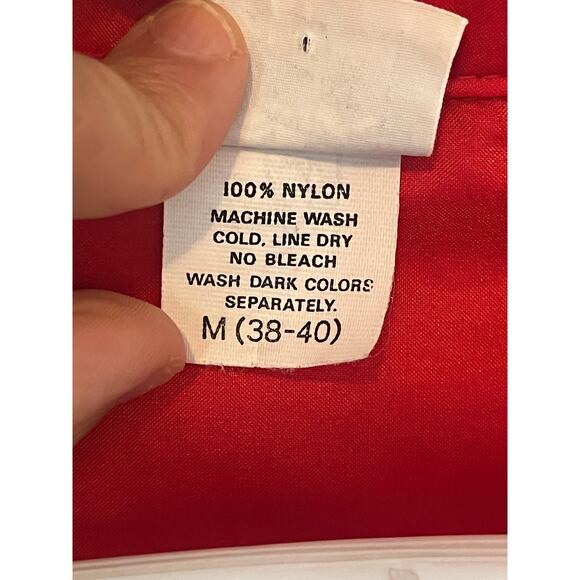 100% NYLON
MACHINE WASH
COLD, LINE DRY
NO BLEACH
WASH DARK COLORS
SEPARATELY.
M (38-40)